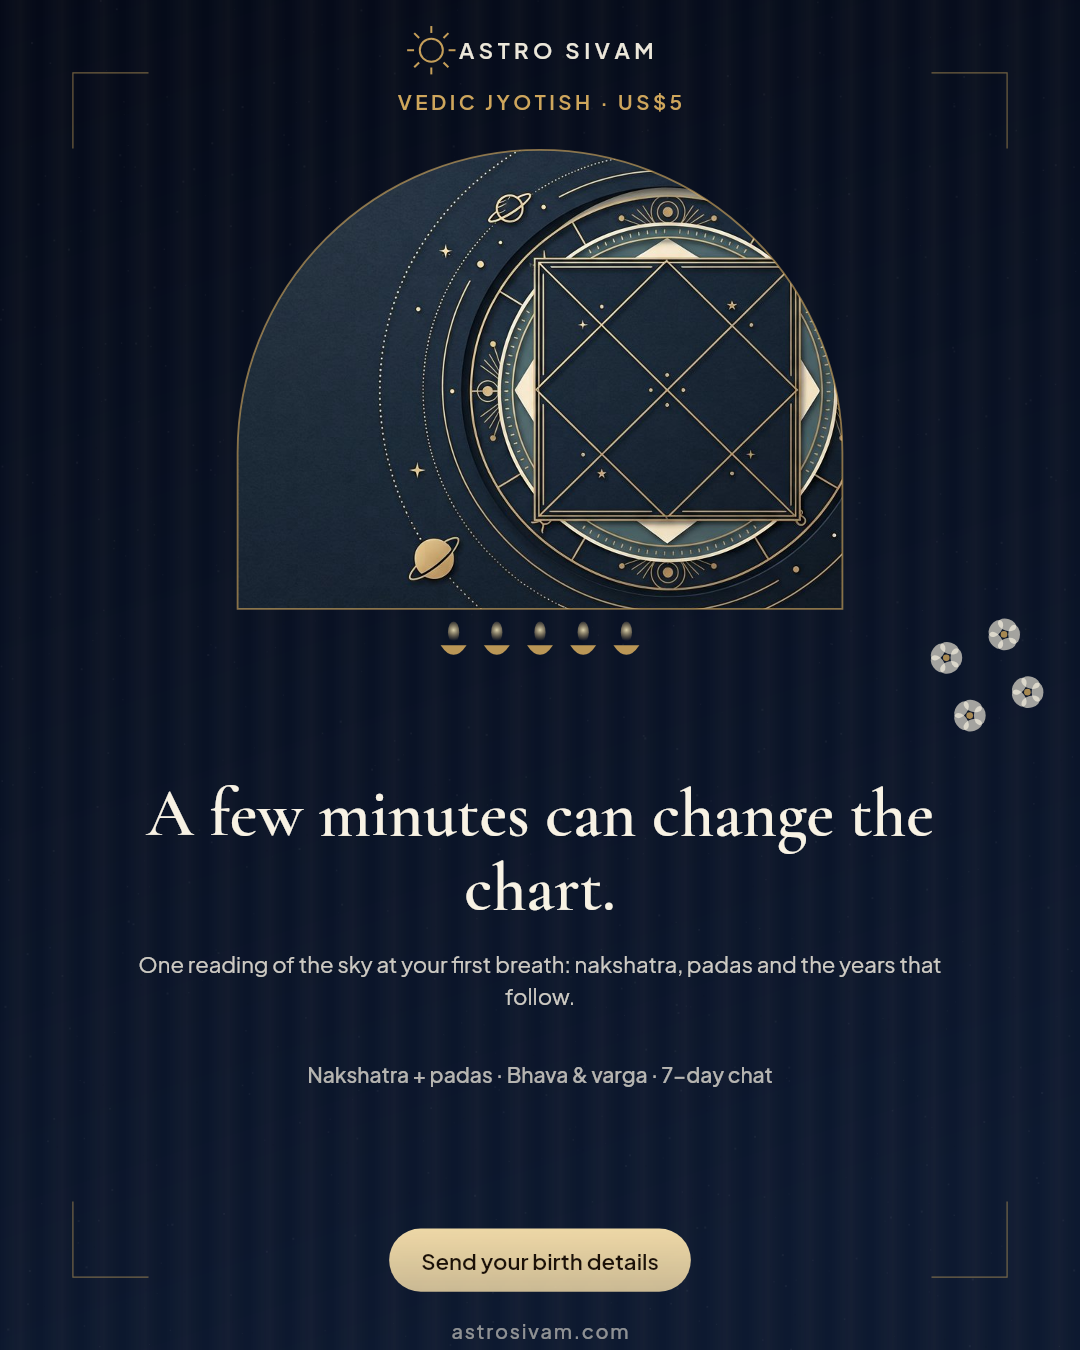 ASTRO SIVAM
VEDIC JYOTISH · US$5
A few minutes can change the
chart.
One reading of the sky at your first breath: nakshatra, padas and the years that
follow.
Nakshatra + padas · Bhava & varga · 7–day chat
Send your birth details
astrosivam.com